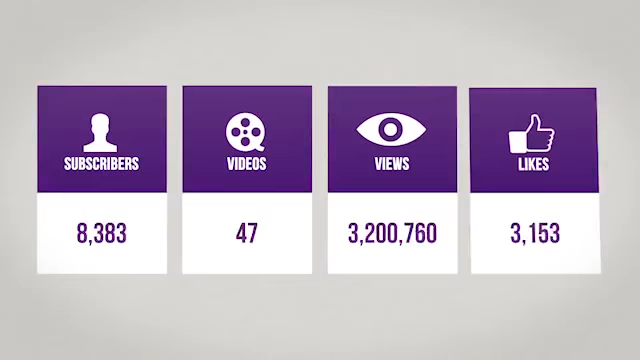 SUBSCRIBERS
8,383
VIDEOS
47
VIEWS
3,200,760
LIKES
3,153